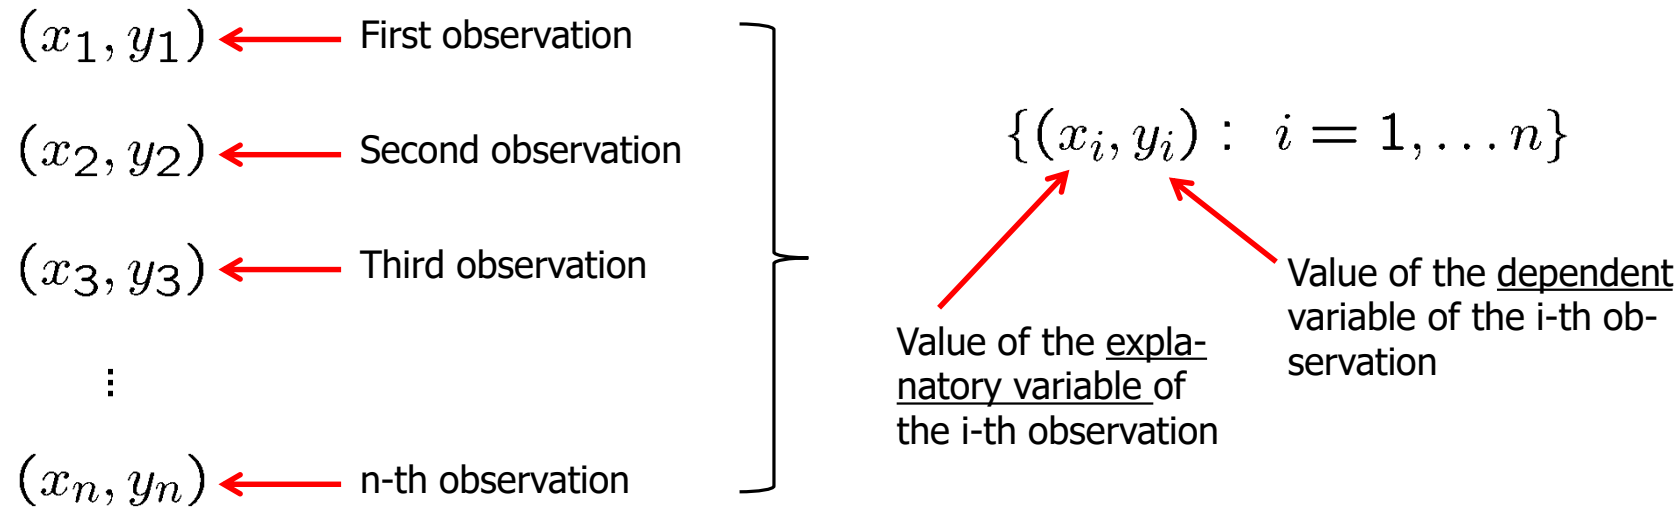 (x₁, y₁) First observation
(x₂, y₂) Second observation
(x₃, y₃) Third observation
⋮
(xₙ, yₙ) n-th observation
{(xᵢ, yᵢ) : i = 1, … n}
Value of the expla-
natory variable of
the i-th observation
Value of the dependent
variable of the i-th ob-
servation